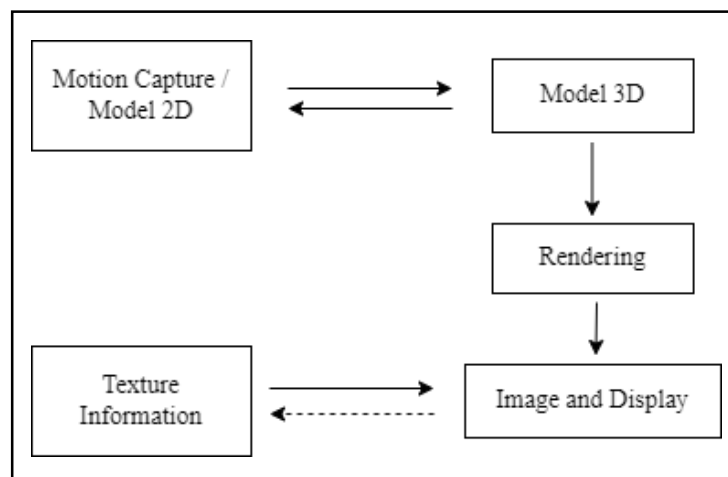 Motion Capture /
Model 2D
Model 3D
Rendering
Texture
Information
Image and Display